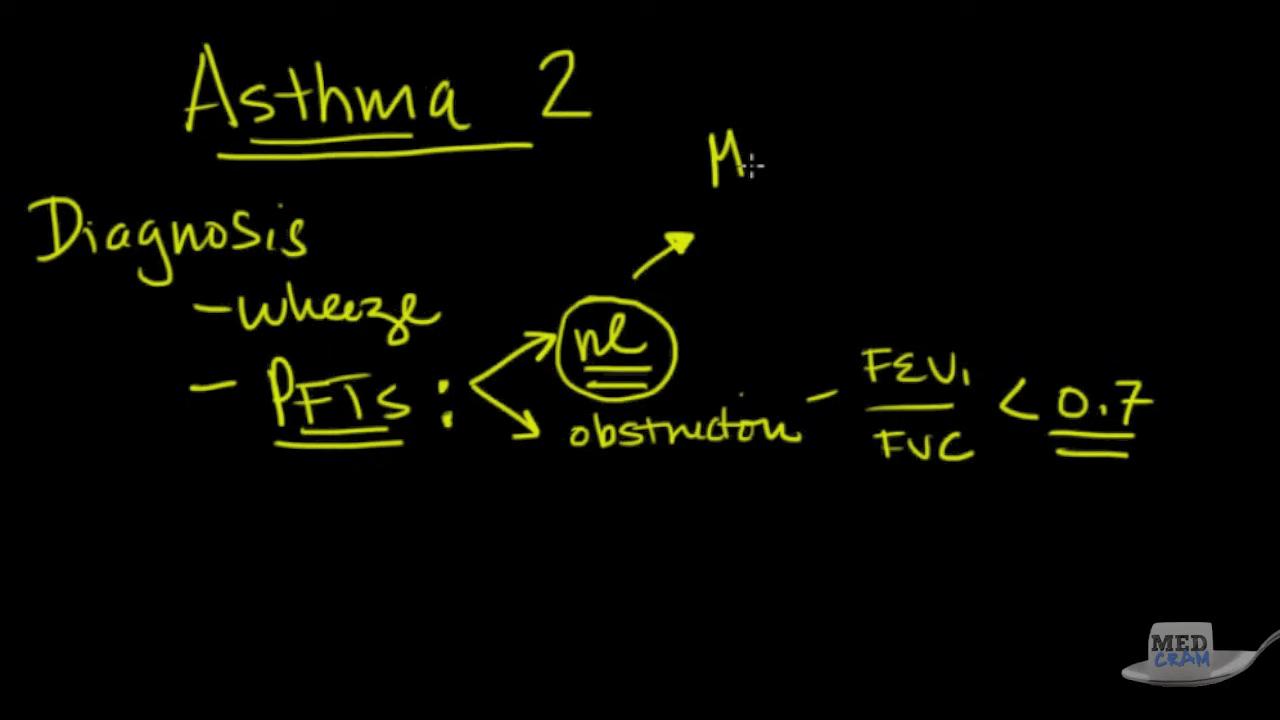 Asthma 2
M
Diagnosis
- wheeze
- PFTs :
nl
obstruction - FEV1
FVC
< 0.7
MED
CRAM